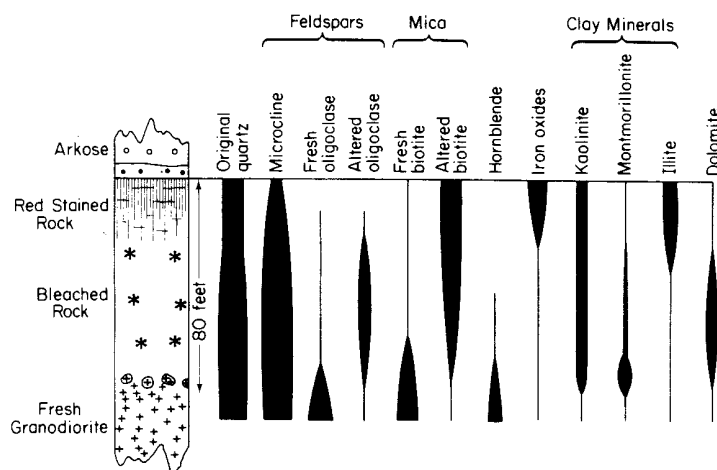 Feldspars
Mica
Clay Minerals
Original
quartz
Microcline
Fresh
oligoclase
Altered
oligoclase
Fresh
biotite
Altered
biotite
Hornblende
Iron oxides
Kaolinite
Montmorillonite
Illite
Dolomite
Arkose
Red Stained
Rock
Bleached
Rock
Fresh
Granodiorite
80 feet